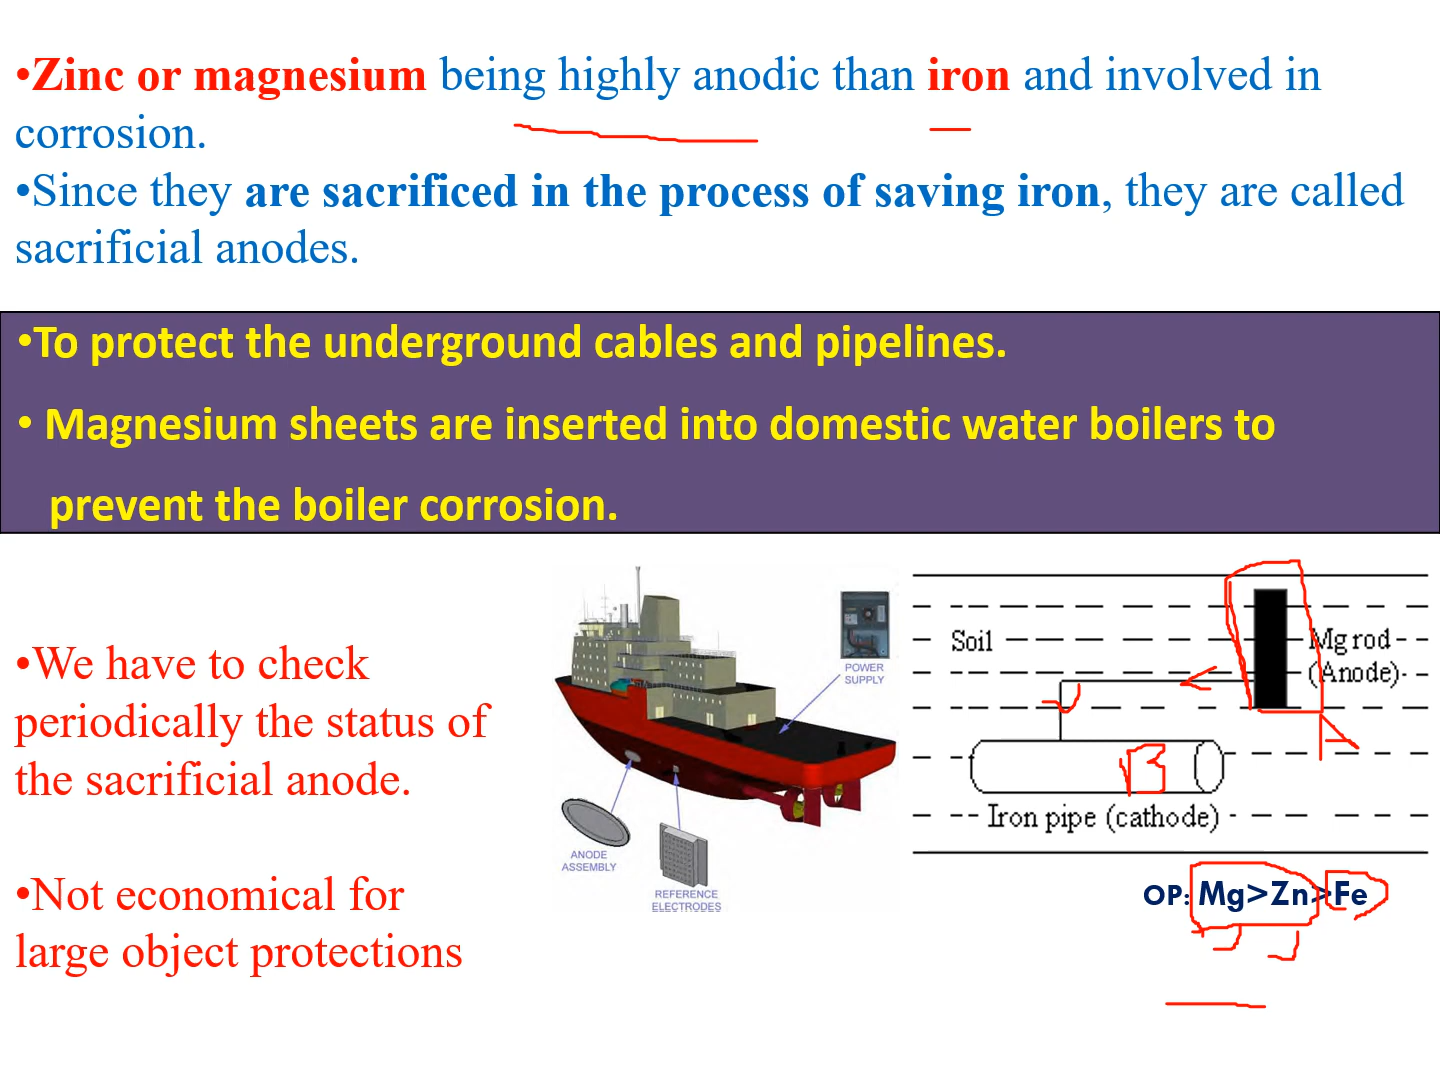 •Zinc or magnesium being highly anodic than iron and involved in
corrosion.
•Since they are sacrificed in the process of saving iron, they are called
sacrificial anodes.
•To protect the underground cables and pipelines.
• Magnesium sheets are inserted into domestic water boilers to
prevent the boiler corrosion.
•We have to check
periodically the status of
the sacrificial anode.
•Not economical for
large object protections
POWER
SUPPLY
ANODE
ASSEMBLY
REFERENCE
ELECTRODES
Soil
Mg rod
(Anode)
Iron pipe (cathode)
OP: Mg>Zn>Fe